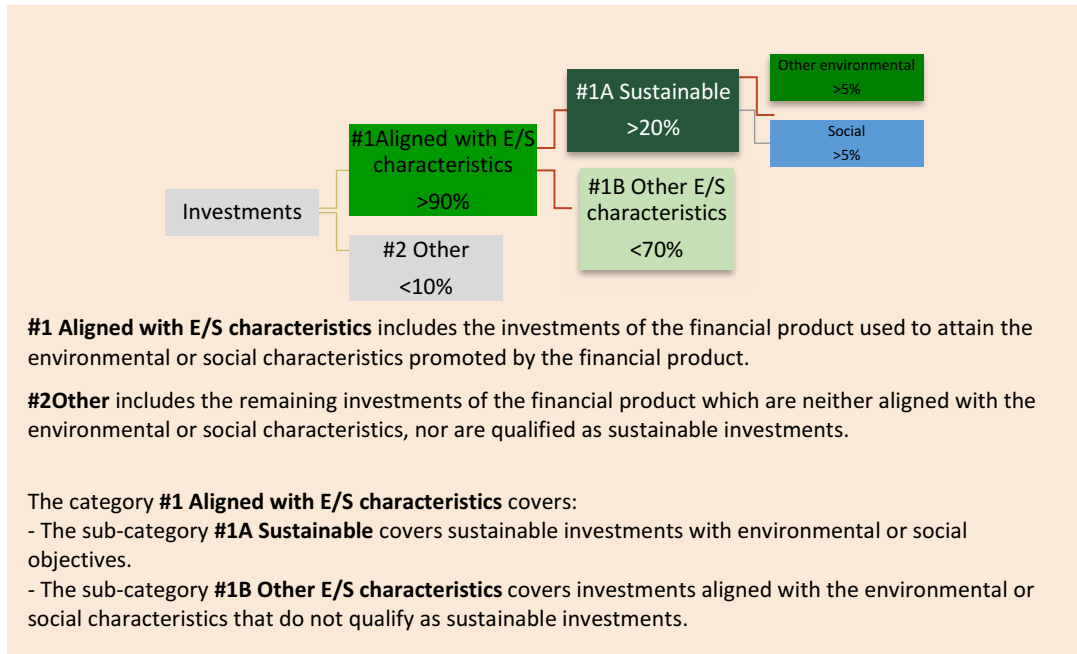 Investments
#1Aligned with E/S
characteristics
>90%
#2 Other
<10%
#1A Sustainable
>20%
#1B Other E/S
characteristics
<70%
Other environmental
>5%
Social
>5%
#1 Aligned with E/S characteristics includes the investments of the financial product used to attain the
environmental or social characteristics promoted by the financial product.
#2Other includes the remaining investments of the financial product which are neither aligned with the
environmental or social characteristics, nor are qualified as sustainable investments.
The category #1 Aligned with E/S characteristics covers:
- The sub-category #1A Sustainable covers sustainable investments with environmental or social
objectives.
- The sub-category #1B Other E/S characteristics covers investments aligned with the environmental or
social characteristics that do not qualify as sustainable investments.